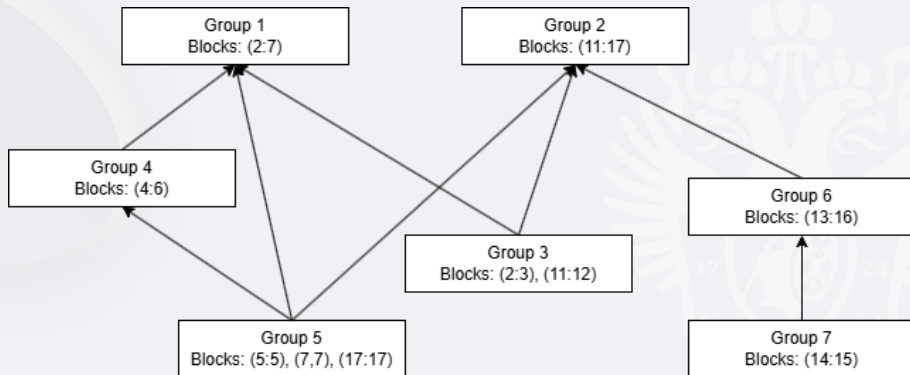 Group 1
Blocks: (2:7)
Group 2
Blocks: (11:17)
Group 4
Blocks: (4:6)
Group 6
Blocks: (13:16)
Group 3
Blocks: (2:3), (11:12)
17 24
Group 5
Blocks: (5:5), (7,7), (17:17)
Group 7
Blocks: (14:15)